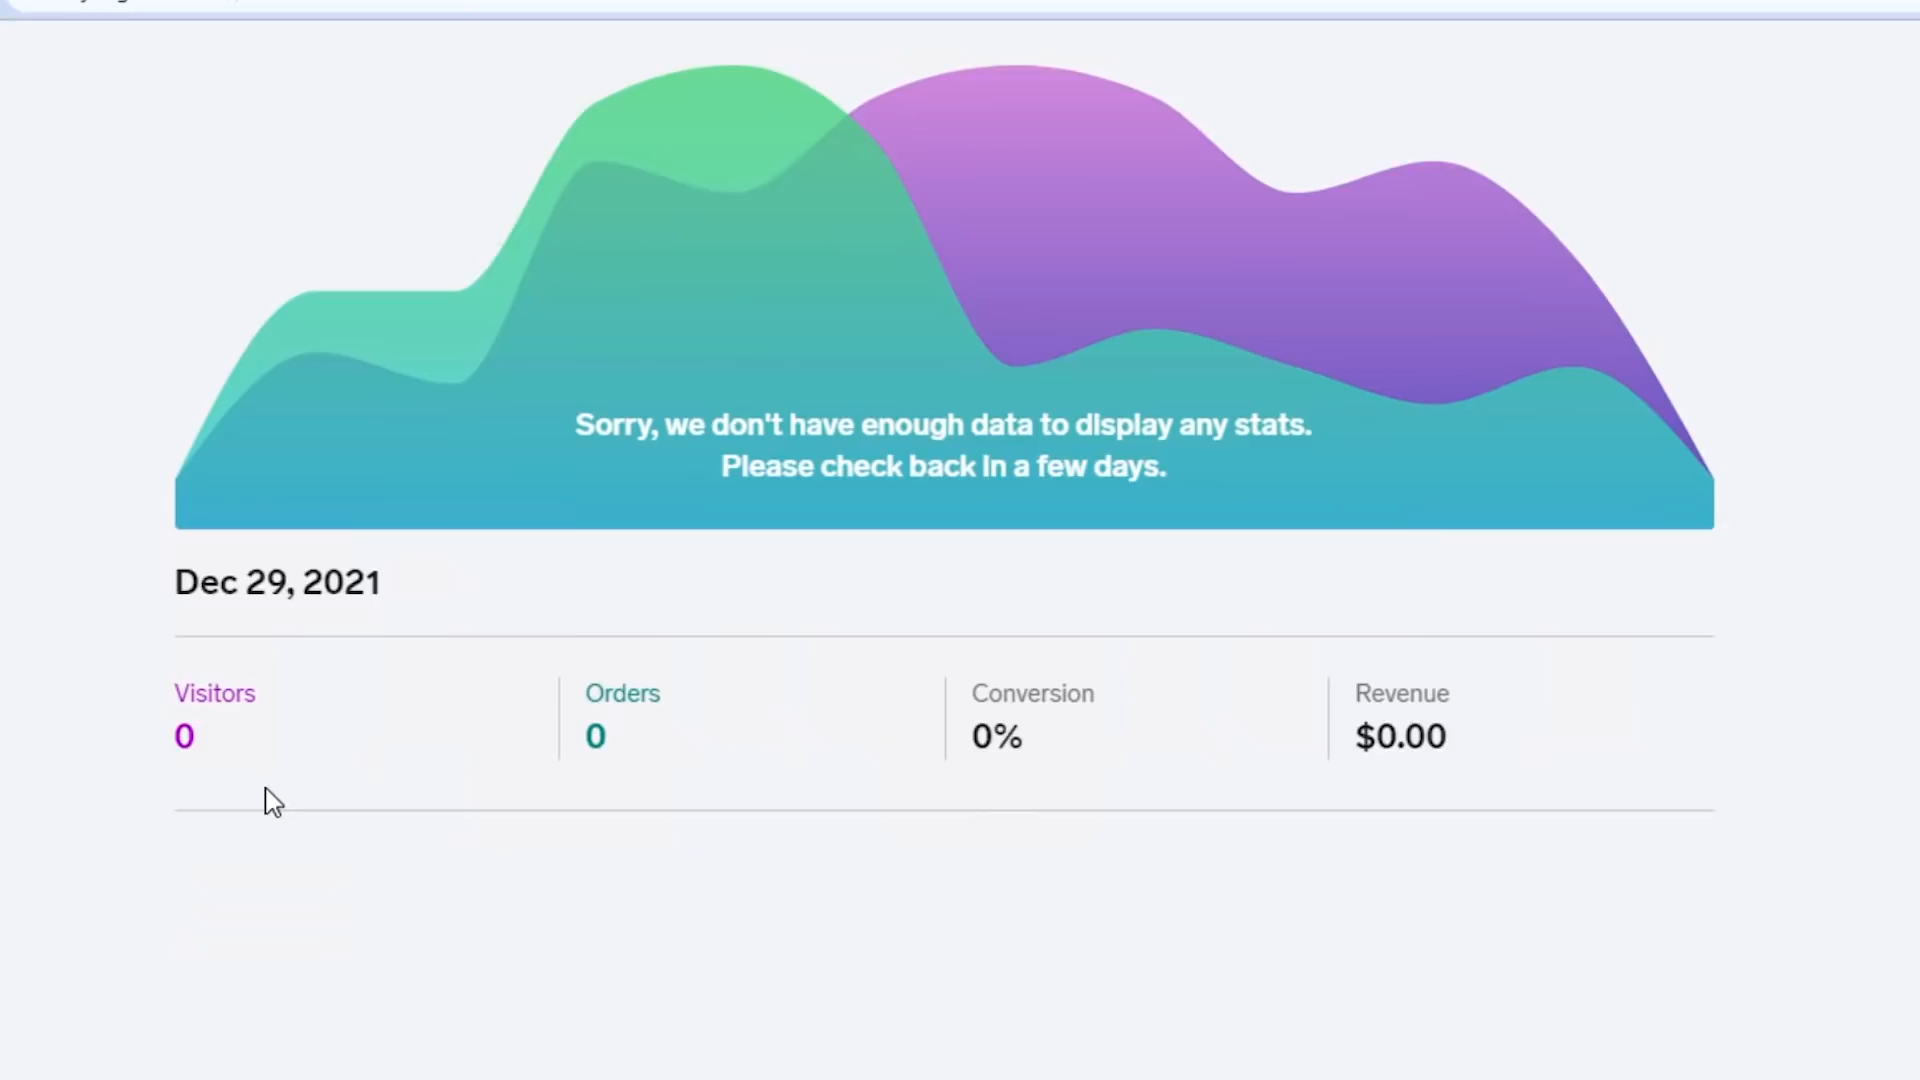 Sorry, we don't have enough data to display any stats.
Please check back in a few days.
Dec 29, 2021
Visitors
0
Orders
0
Conversion
0%
Revenue
$0.00